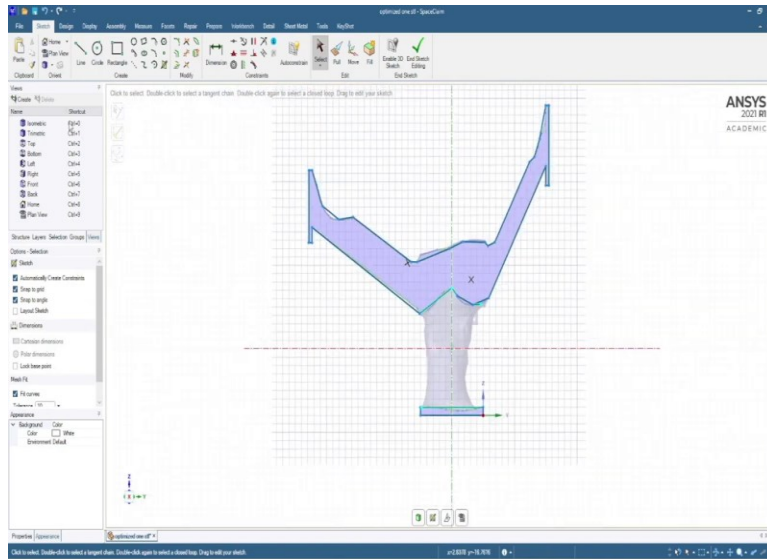 optimized one stl - SpaceClaim
File Sketch Design Display Assembly Measure Facets Repair Prepare Workbench Detail Sheet Metal Tools KeyShot
Paste
Home
Plan View
Line Circle Rectangle
Dimension
Autoconstrain
Select Pull Move Fill
Enable 3D Sketch
End Sketch Editing
Clipboard Orient Create Modify Constraints Edit End Sketch
Views
Create Delete
Name Shortcut
Isometric Ctrl+0
Trimetric Ctrl+1
Top Ctrl+2
Bottom Ctrl+3
Left Ctrl+4
Right Ctrl+5
Front Ctrl+6
Back Ctrl+7
Home Ctrl+8
Plan View Ctrl+9
Structure Layers Selection Groups Views
Options - Selection
Sketch
Automatically Create Constraints
Snap to grid
Snap to angle
Layout Sketch
Dimensions
Cartesian dimensions
Polar dimensions
Lock base point
Mesh Fit
Fit curves
Appearance
Background Color
Color White
Environment Default
Properties Appearance
Click to select. Double-click to select a tangent chain. Double-click again to select a closed loop. Drag to edit your sketch.
ANSYS
2021 R1
ACADEMIC
optimized one stl*
Click to select. Double-click to select a tangent chain. Double-click again to select a closed loop. Drag to edit your sketch.